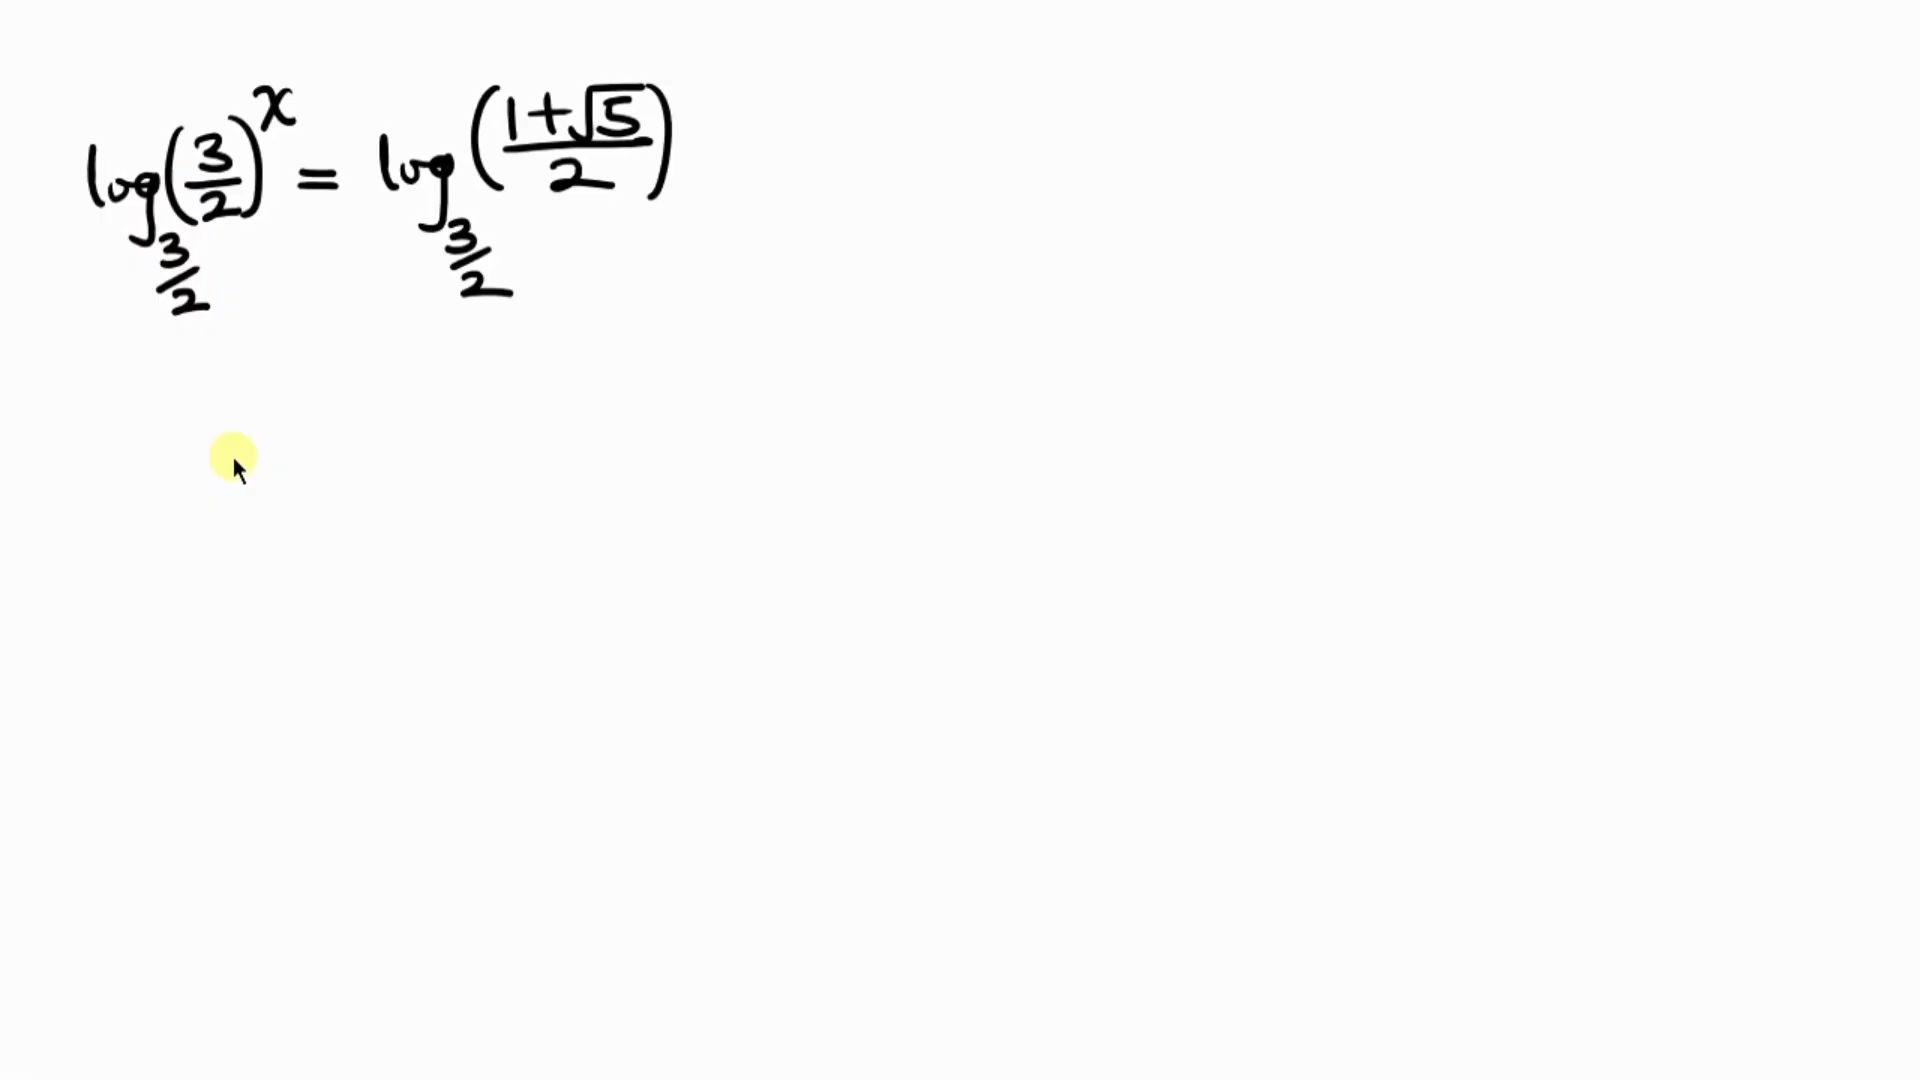 log_{3/2} (3/2)^x = log_{3/2} ((1+√5)/2)